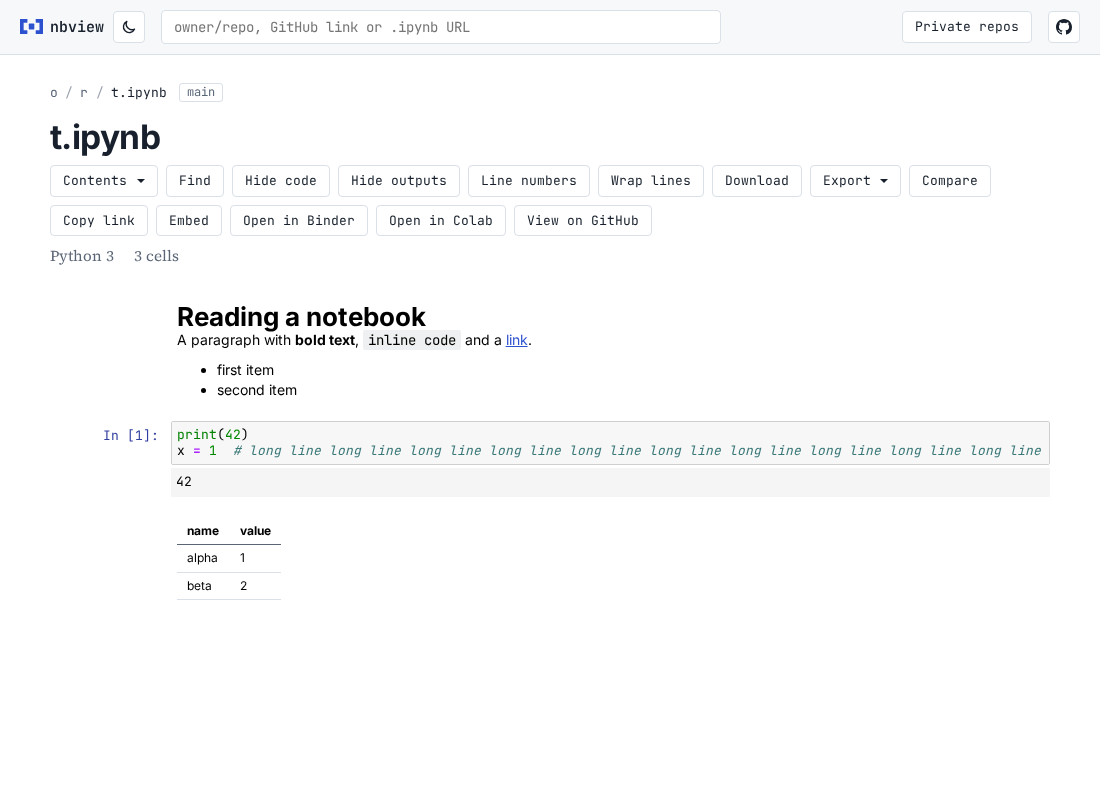 nbview
owner/repo, GitHub link or .ipynb URL
Private repos
o / r / t.ipynb main
t.ipynb
Contents Find Hide code Hide outputs Line numbers Wrap lines Download Export Compare
Copy link Embed Open in Binder Open in Colab View on GitHub
Python 3 3 cells
Reading a notebook
A paragraph with bold text, inline code and a link.
• first item
• second item
In [1]: print(42)
x = 1  # long line long line long line long line long line long line long line long line long line long line
42
name value
alpha 1
beta 2